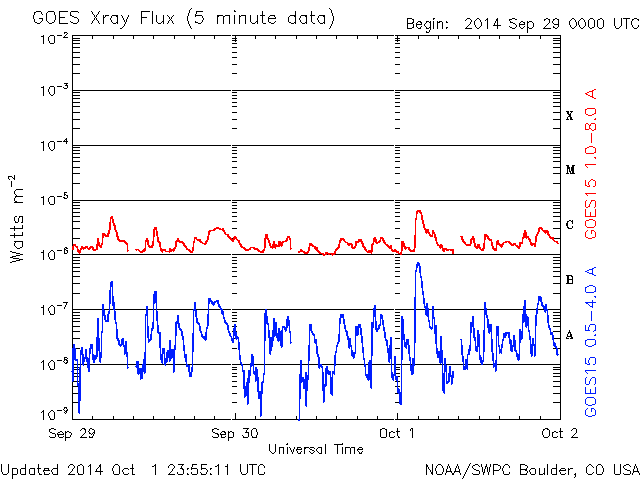 GOES Xray Flux (5 minute data)
Begin: 2014 Sep 29 0000 UTC
10⁻²
10⁻³
10⁻⁴
10⁻⁵
10⁻⁶
10⁻⁷
10⁻⁸
10⁻⁹
Watts m⁻²
X
M
C
B
A
GOES15 1.0-8.0 A
GOES15 0.5-4.0 A
Sep 29
Sep 30
Oct 1
Oct 2
Universal Time
Updated 2014 Oct 1 23:55:11 UTC
NOAA/SWPC Boulder, CO USA